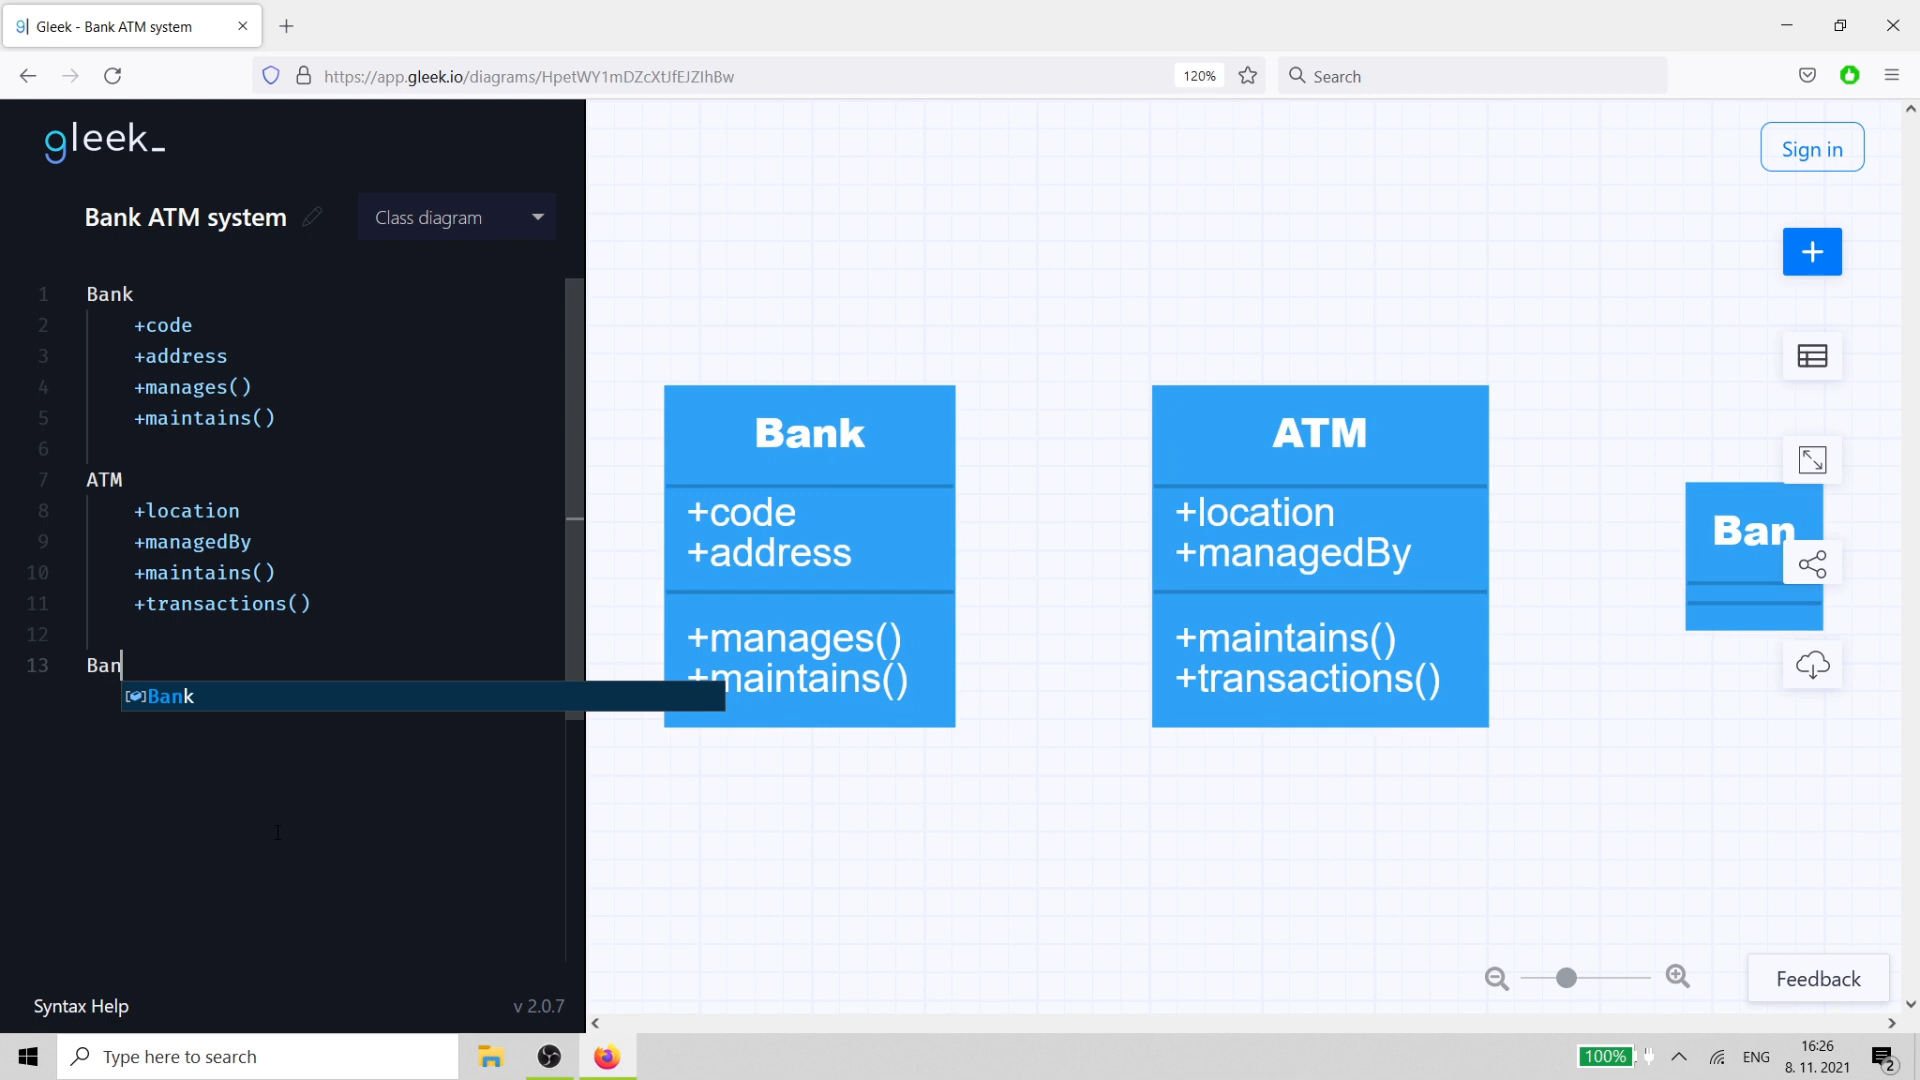 Gleek - Bank ATM system
https://app.gleek.io/diagrams/HpetWY1mDZcXtJfEJZIhBw
120%
Search
gleek_
Sign in
Bank ATM system
Class diagram
1 Bank
2 +code
3 +address
4 +manages()
5 +maintains()
6
7 ATM
8 +location
9 +managedBy
10 +maintains()
11 +transactions()
12
13 Ban
Bank
Bank
+code
+address
+manages()
+maintains()
ATM
+location
+managedBy
+maintains()
+transactions()
Ban
Syntax Help
v 2.0.7
Feedback
Type here to search
100%
ENG
16:26
8. 11. 2021
2